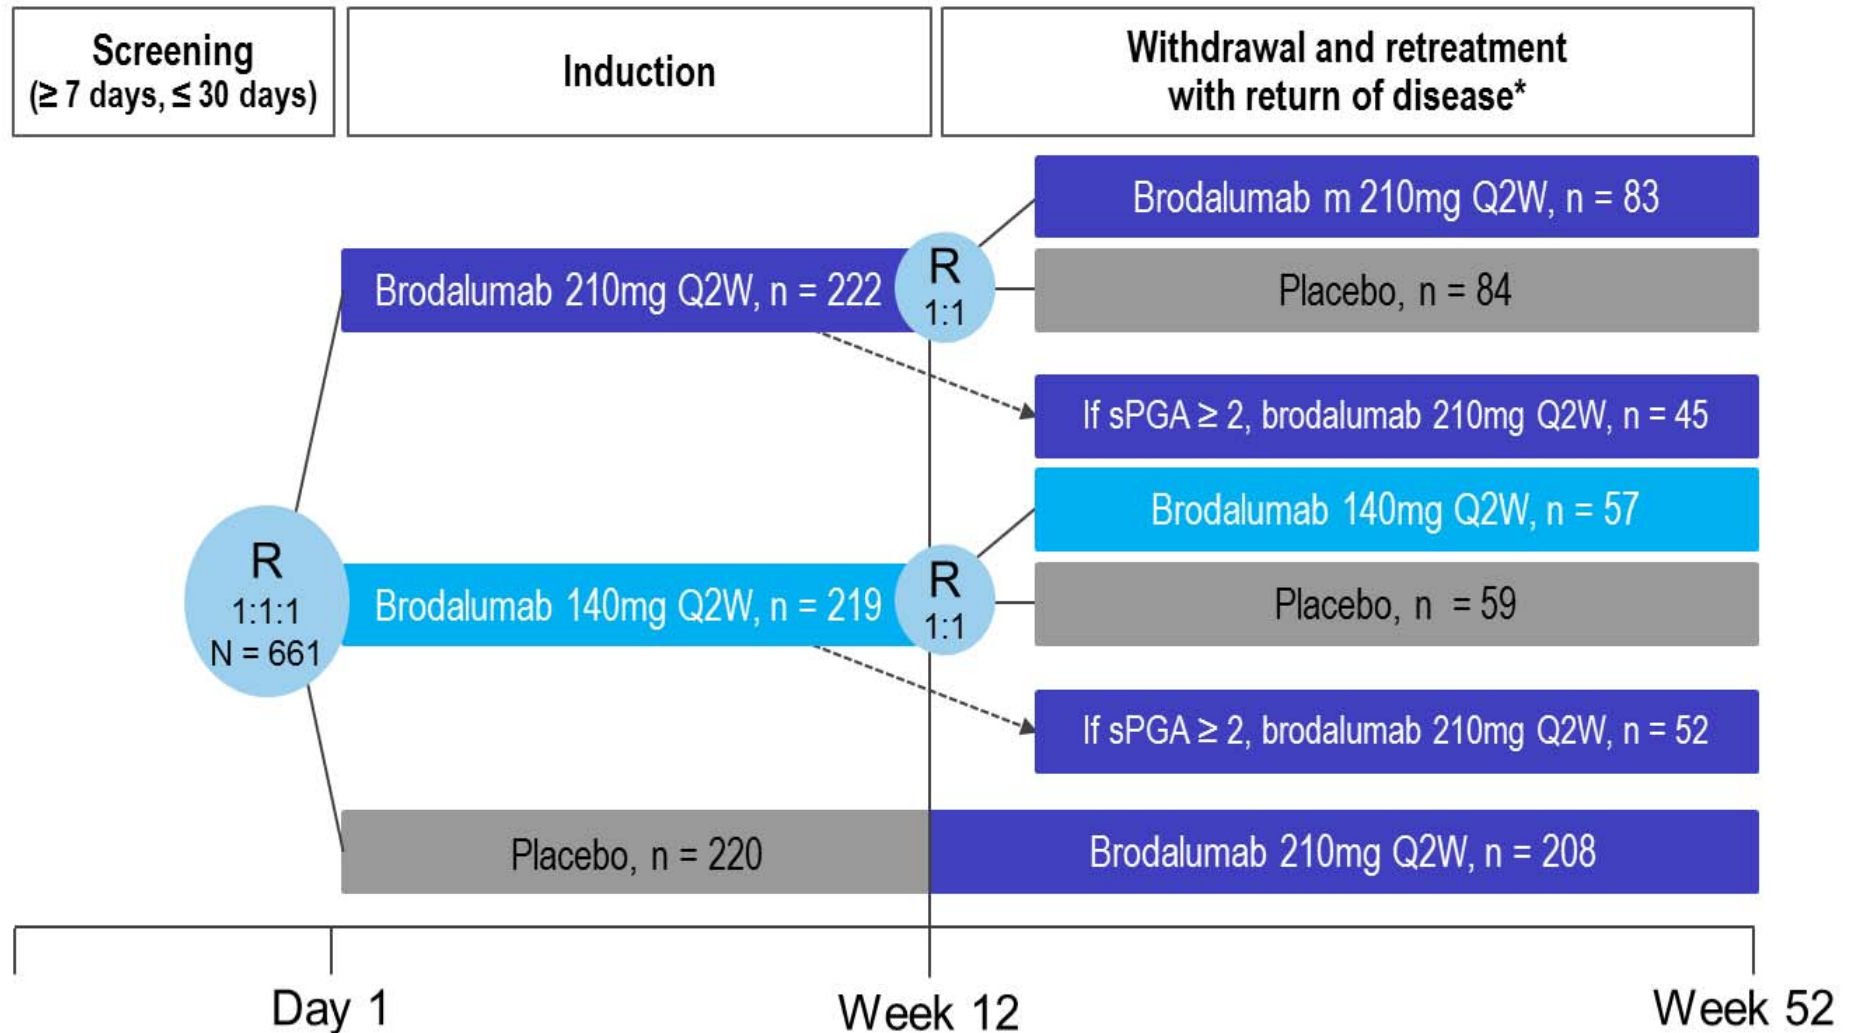 Screening
(≥ 7 days, ≤ 30 days)
Induction
Withdrawal and retreatment
with return of disease*
Brodalumab m 210mg Q2W, n = 83
Brodalumab 210mg Q2W, n = 222
R
1:1
Placebo, n = 84
If sPGA ≥ 2, brodalumab 210mg Q2W, n = 45
Brodalumab 140mg Q2W, n = 57
R
1:1:1
N = 661
Brodalumab 140mg Q2W, n = 219
R
1:1
Placebo, n = 59
If sPGA ≥ 2, brodalumab 210mg Q2W, n = 52
Placebo, n = 220
Brodalumab 210mg Q2W, n = 208
Day 1
Week 12
Week 52